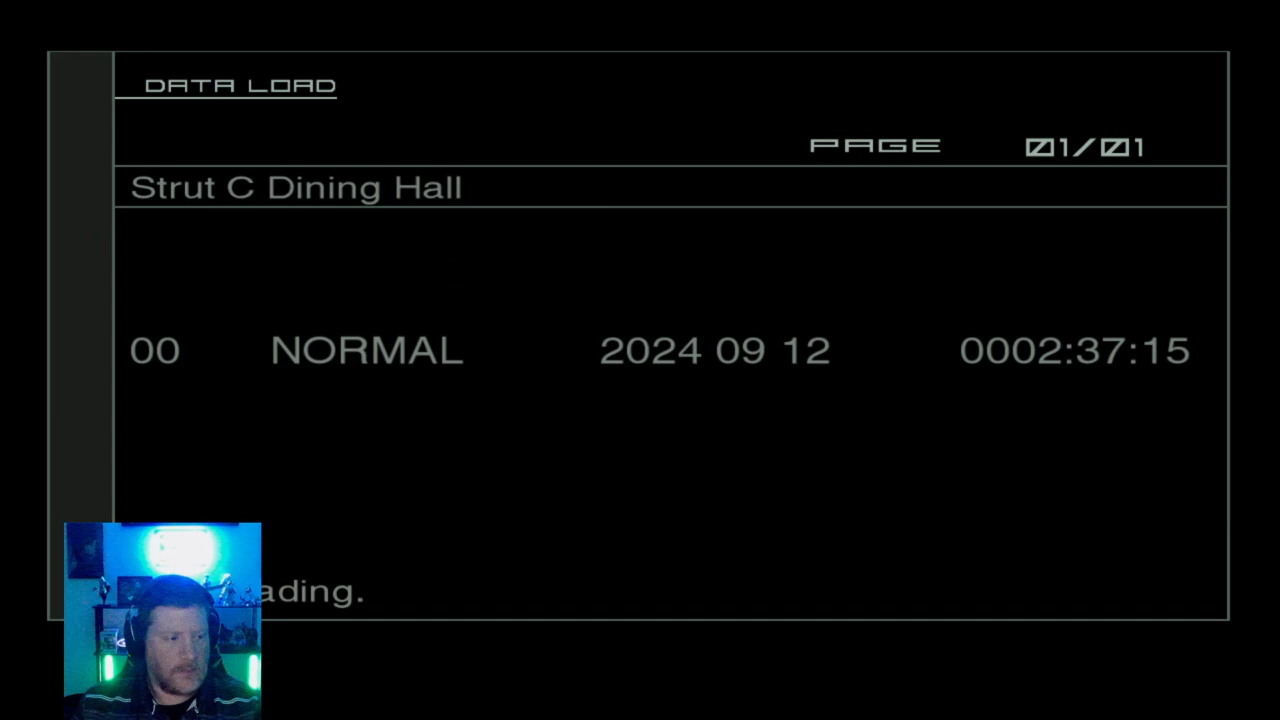 DATA LOAD
PAGE 01/01
Strut C Dining Hall
00 NORMAL 2024 09 12 0002:37:15
ading.